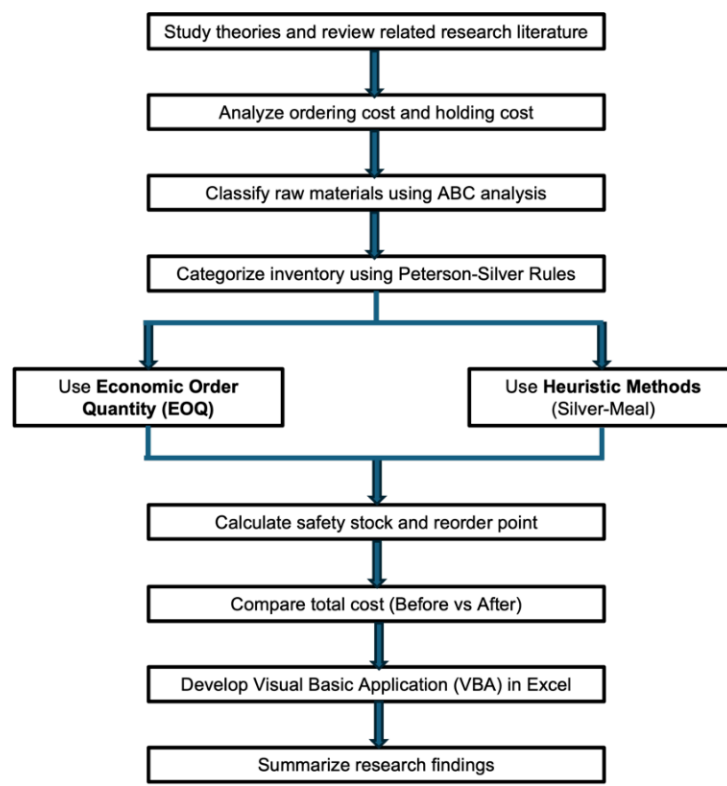 Study theories and review related research literature
Analyze ordering cost and holding cost
Classify raw materials using ABC analysis
Categorize inventory using Peterson-Silver Rules
Use Economic Order
Quantity (EOQ)
Use Heuristic Methods
(Silver-Meal)
Calculate safety stock and reorder point
Compare total cost (Before vs After)
Develop Visual Basic Application (VBA) in Excel
Summarize research findings